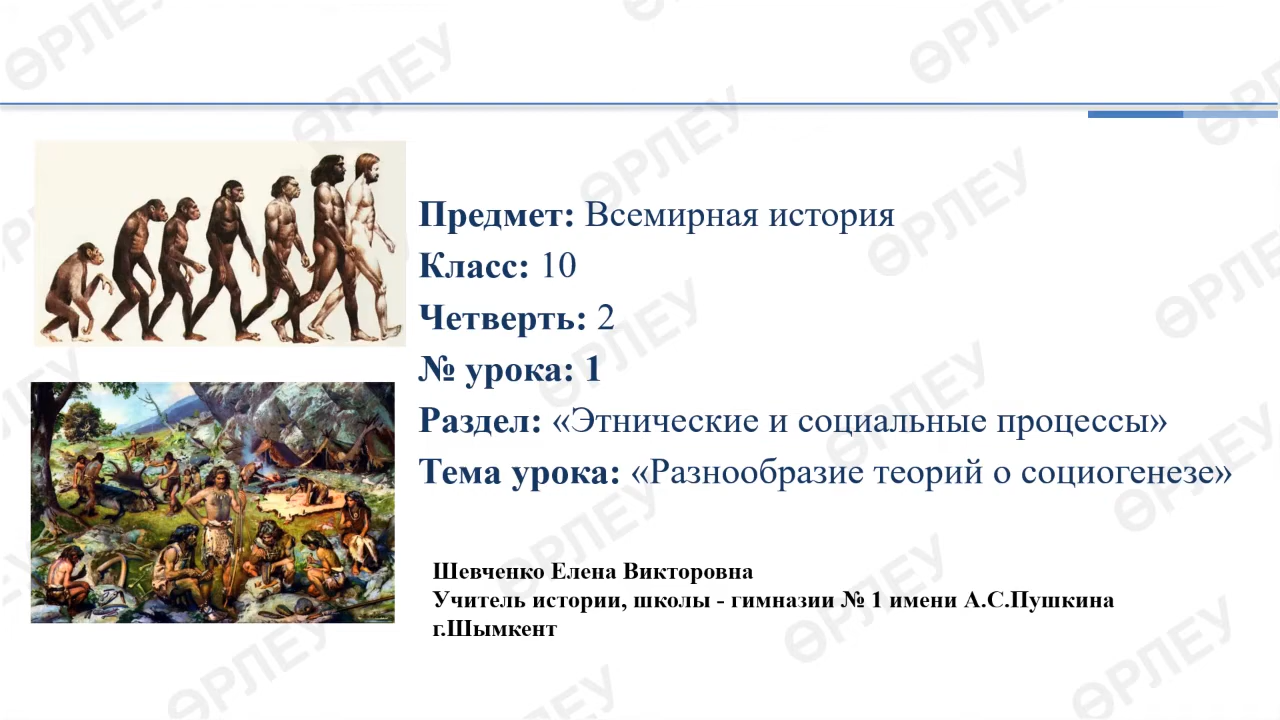 Предмет: Всемирная история
Класс: 10
Четверть: 2
№ урока: 1
Раздел: «Этнические и социальные процессы»
Тема урока: «Разнообразие теорий о социогенезе»
Шевченко Елена Викторовна
Учитель истории, школы - гимназии № 1 имени А.С.Пушкина
г.Шымкент
ӨРЛЕУ